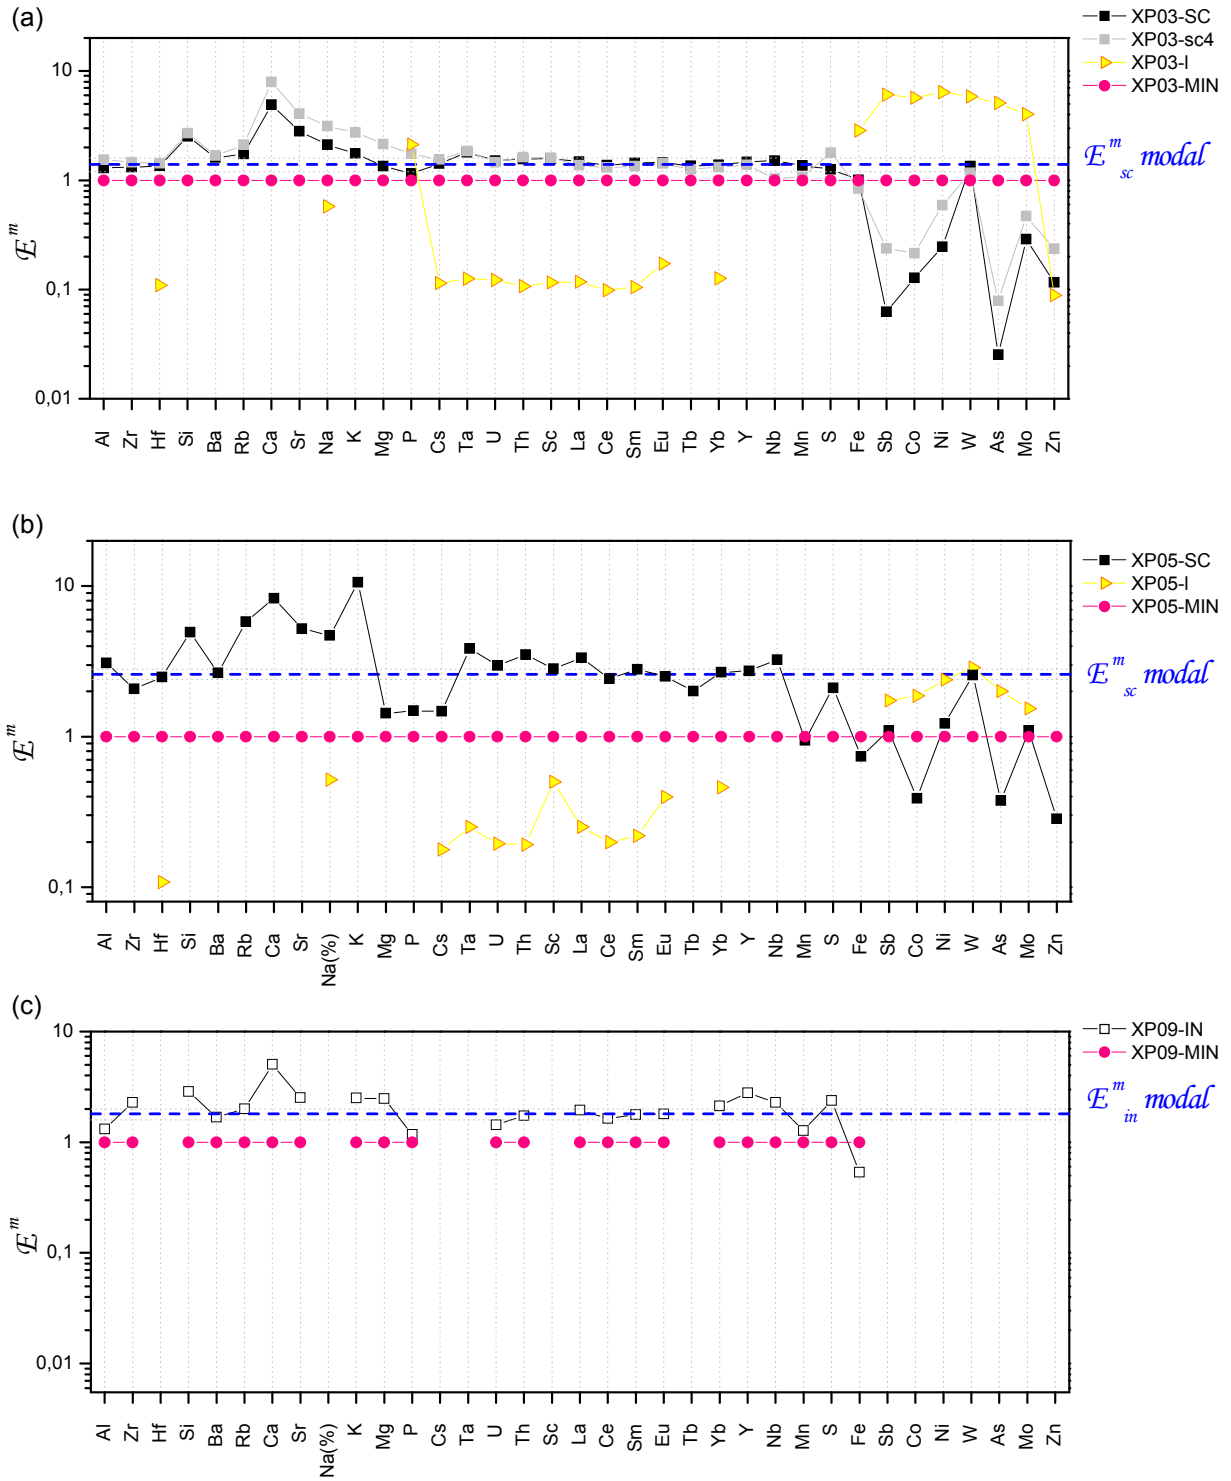 (a)
XP03-SC
XP03-sc4
XP03-I
XP03-MIN
10
1
0,1
0,01
E^m
E^m_sc modal
Al Zr Hf Si Ba Rb Ca Sr Na K Mg P Cs Ta U Th Sc La Ce Sm Eu Tb Yb Y Nb Mn S Fe Sb Co Ni W As Mo Zn
(b)
XP05-SC
XP05-I
XP05-MIN
10
1
0,1
E^m
E^m_sc modal
Al Zr Hf Si Ba Rb Ca Sr Na(%) K Mg P Cs Ta U Th Sc La Ce Sm Eu Tb Yb Y Nb Mn S Fe Sb Co Ni W As Mo Zn
(c)
XP09-IN
XP09-MIN
10
1
0,1
0,01
E^m
E^m_in modal
Al Zr Hf Si Ba Rb Ca Sr Na(%) K Mg P Cs Ta U Th Sc La Ce Sm Eu Tb Yb Y Nb Mn S Fe Sb Co Ni W As Mo Zn